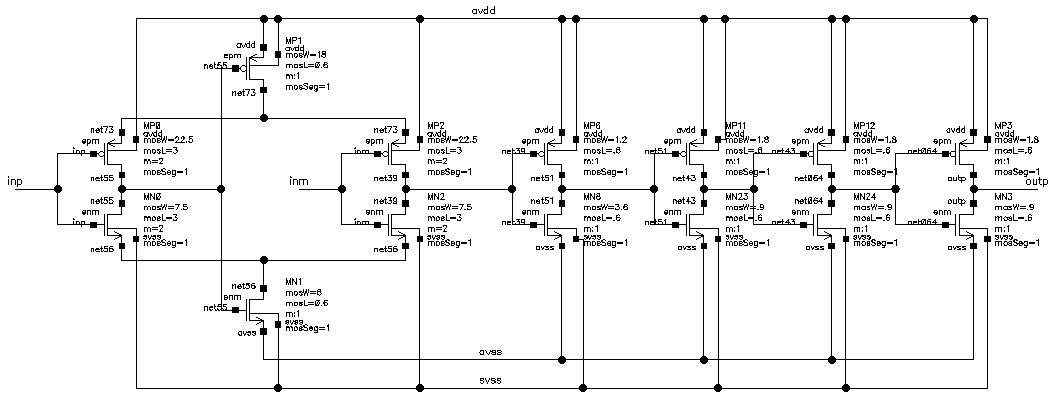 avdd
avdd
MP1
avdd
epm
mosW=18
net55
mosL=0.6
m:1
mosSeg=1
net73
net73
MP0
avdd
epm
mosW=22.5
inp
mosL=3
m=2
mosSeg=1
net55
net73
MP2
avdd
epm
mosW=22.5
inm
mosL=3
m=2
mosSeg=1
net39
avdd
MP6
avdd
epm
mosW=1.2
net39
mosL=.6
m:1
mosSeg=1
net51
avdd
MP11
avdd
epm
mosW=1.8
net51
mosL=.6
m:1
mosSeg=1
net43
avdd
MP12
avdd
epm
mosW=1.8
net43
mosL=.6
m:1
mosSeg=1
net064
avdd
MP3
avdd
epm
mosW=1.8
net064
mosL=.6
m:1
mosSeg=1
outp
inp
inm
outp
net55
MN0
enm
mosW=7.5
inp
mosL=3
m=2
svss
mosSeg=1
net56
net39
MN2
enm
mosW=7.5
inm
mosL=3
m=2
svss
mosSeg=1
net56
net51
MN8
enm
mosW=3.6
net39
mosL=.6
m:1
svss
mosSeg=1
avss
net43
MN23
enm
mosW=.9
net51
mosL=.6
m:1
svss
mosSeg=1
avss
net064
MN24
enm
mosW=.9
net43
mosL=.6
m:1
svss
mosSeg=1
avss
outp
MN3
enm
mosW=.9
net064
mosL=.6
m:1
svss
mosSeg=1
avss
net56
MN1
mosW=6
enm
mosL=0.6
net55
m:1
svss
mosSeg=1
avss
avss
svss